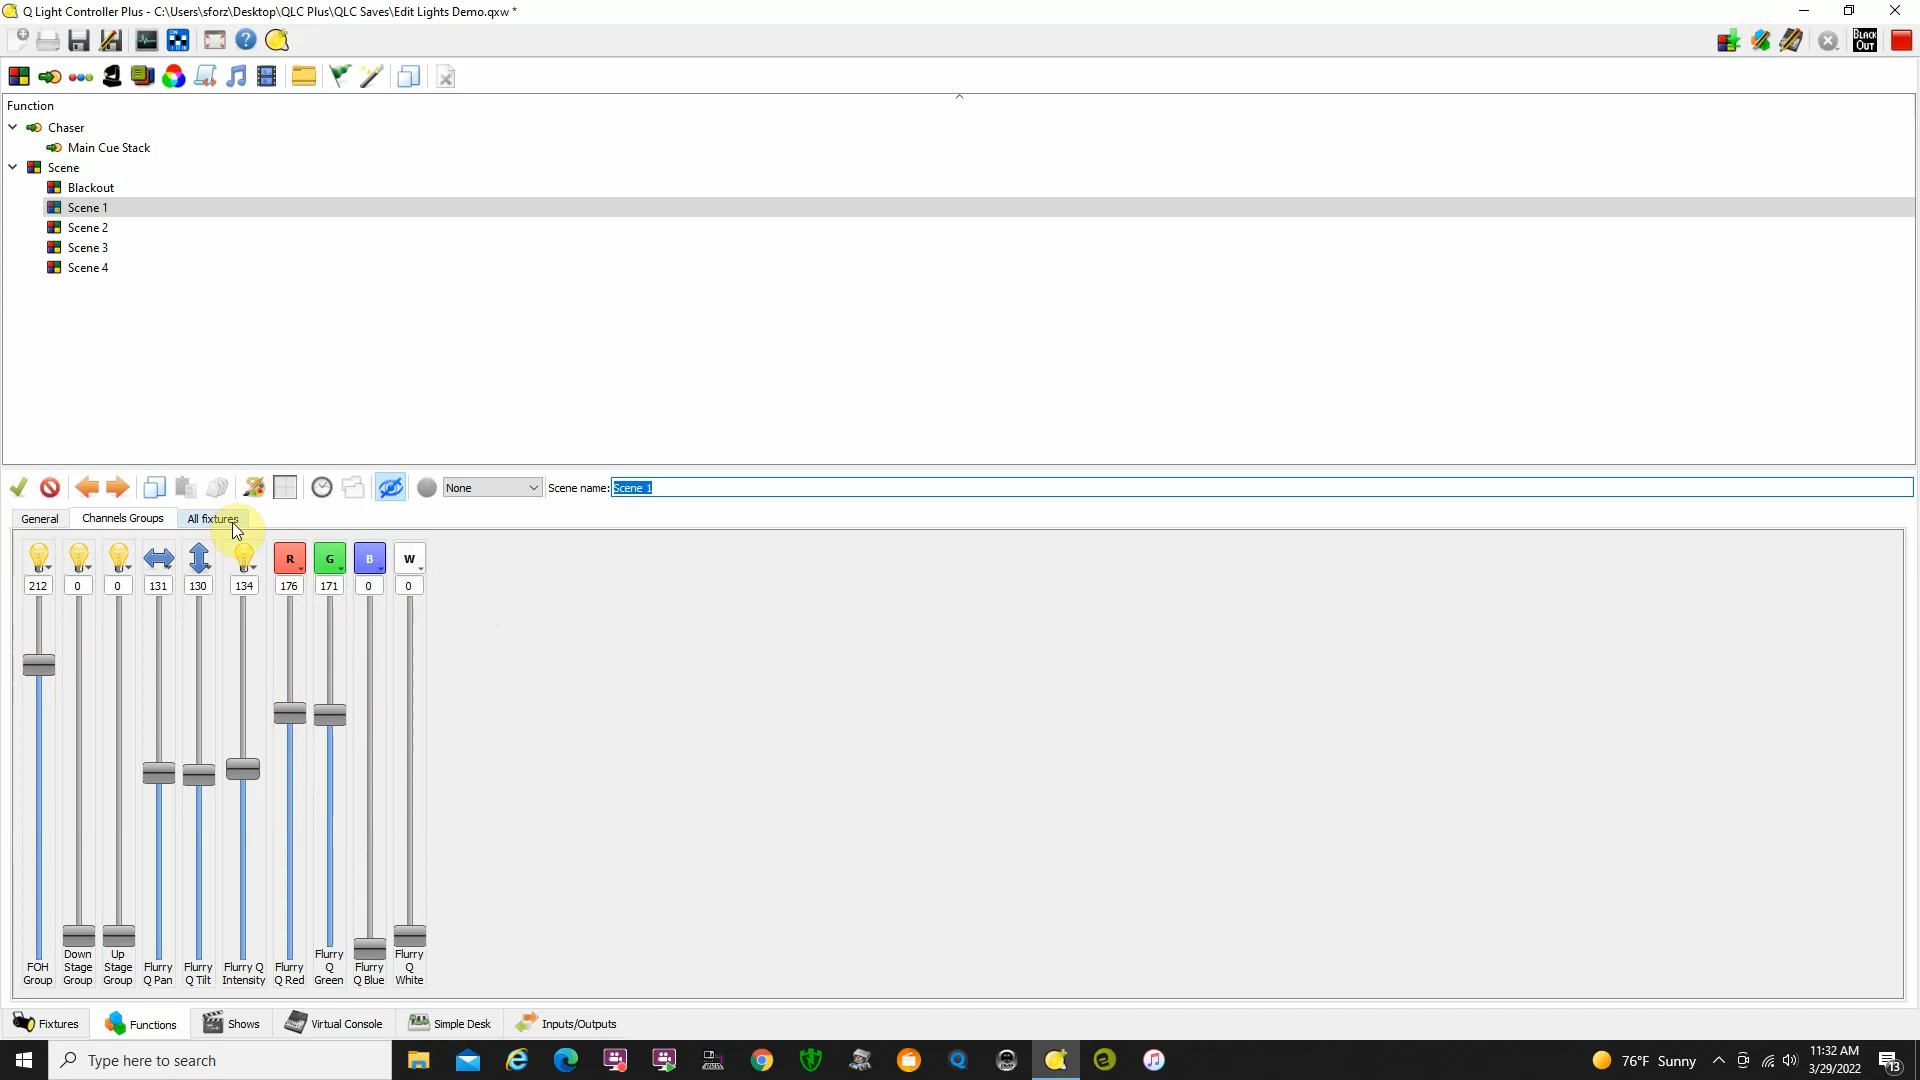 Q Light Controller Plus - C:\Users\sforz\Desktop\QLC Plus\QLC Saves\Edit Lights Demo.qxw *
ON
BLACK
OUT
Function
Chaser
Main Cue Stack
Scene
Blackout
Scene 1
Scene 2
Scene 3
Scene 4
None
Scene name: Scene 1
General
Channels Groups
All fixtures
R
G
B
W
212
0
0
131
130
134
176
171
0
0
FOH Group
Down Stage Group
Up Stage Group
Flurry Q Pan
Flurry Q Tilt
Flurry Q Intensity
Flurry Q Red
Flurry Q Green
Flurry Q Blue
Flurry Q White
Fixtures
Functions
Shows
Virtual Console
Simple Desk
Inputs/Outputs
Type here to search
76°F Sunny
11:32 AM
3/29/2022
13